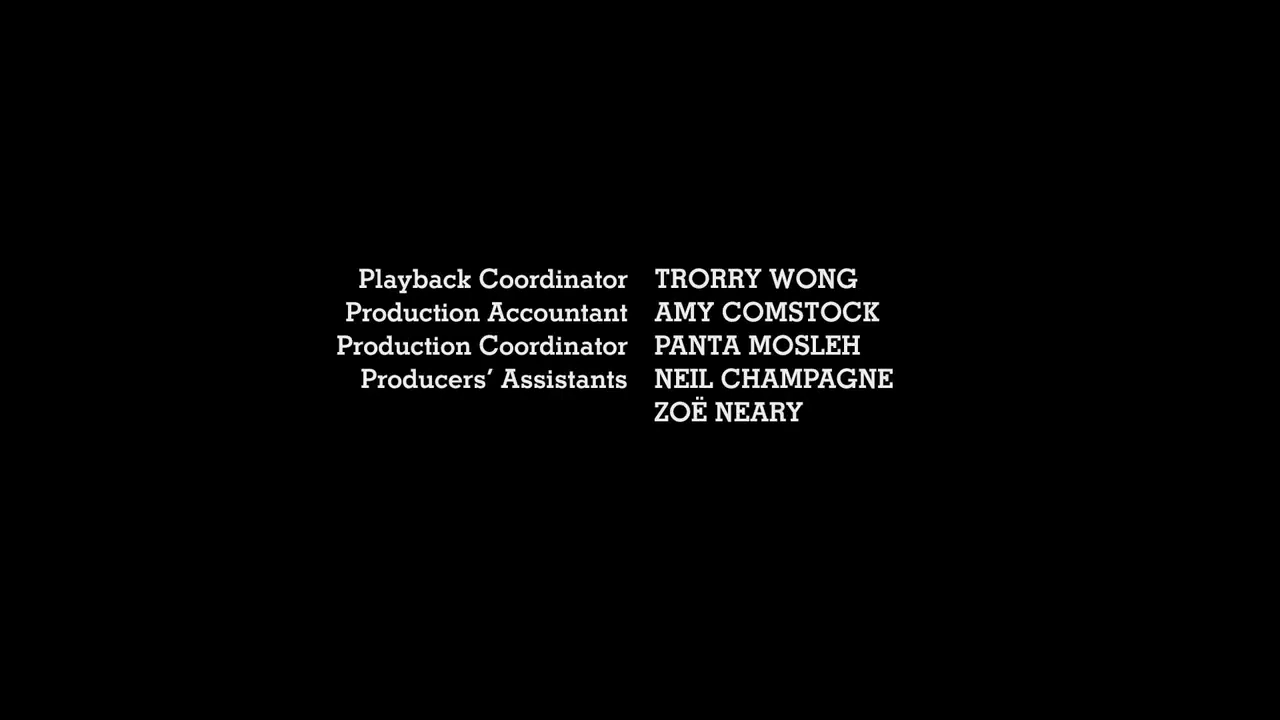 Playback Coordinator TRORRY WONG
Production Accountant AMY COMSTOCK
Production Coordinator PANTA MOSLEH
Producers’ Assistants NEIL CHAMPAGNE
ZOË NEARY